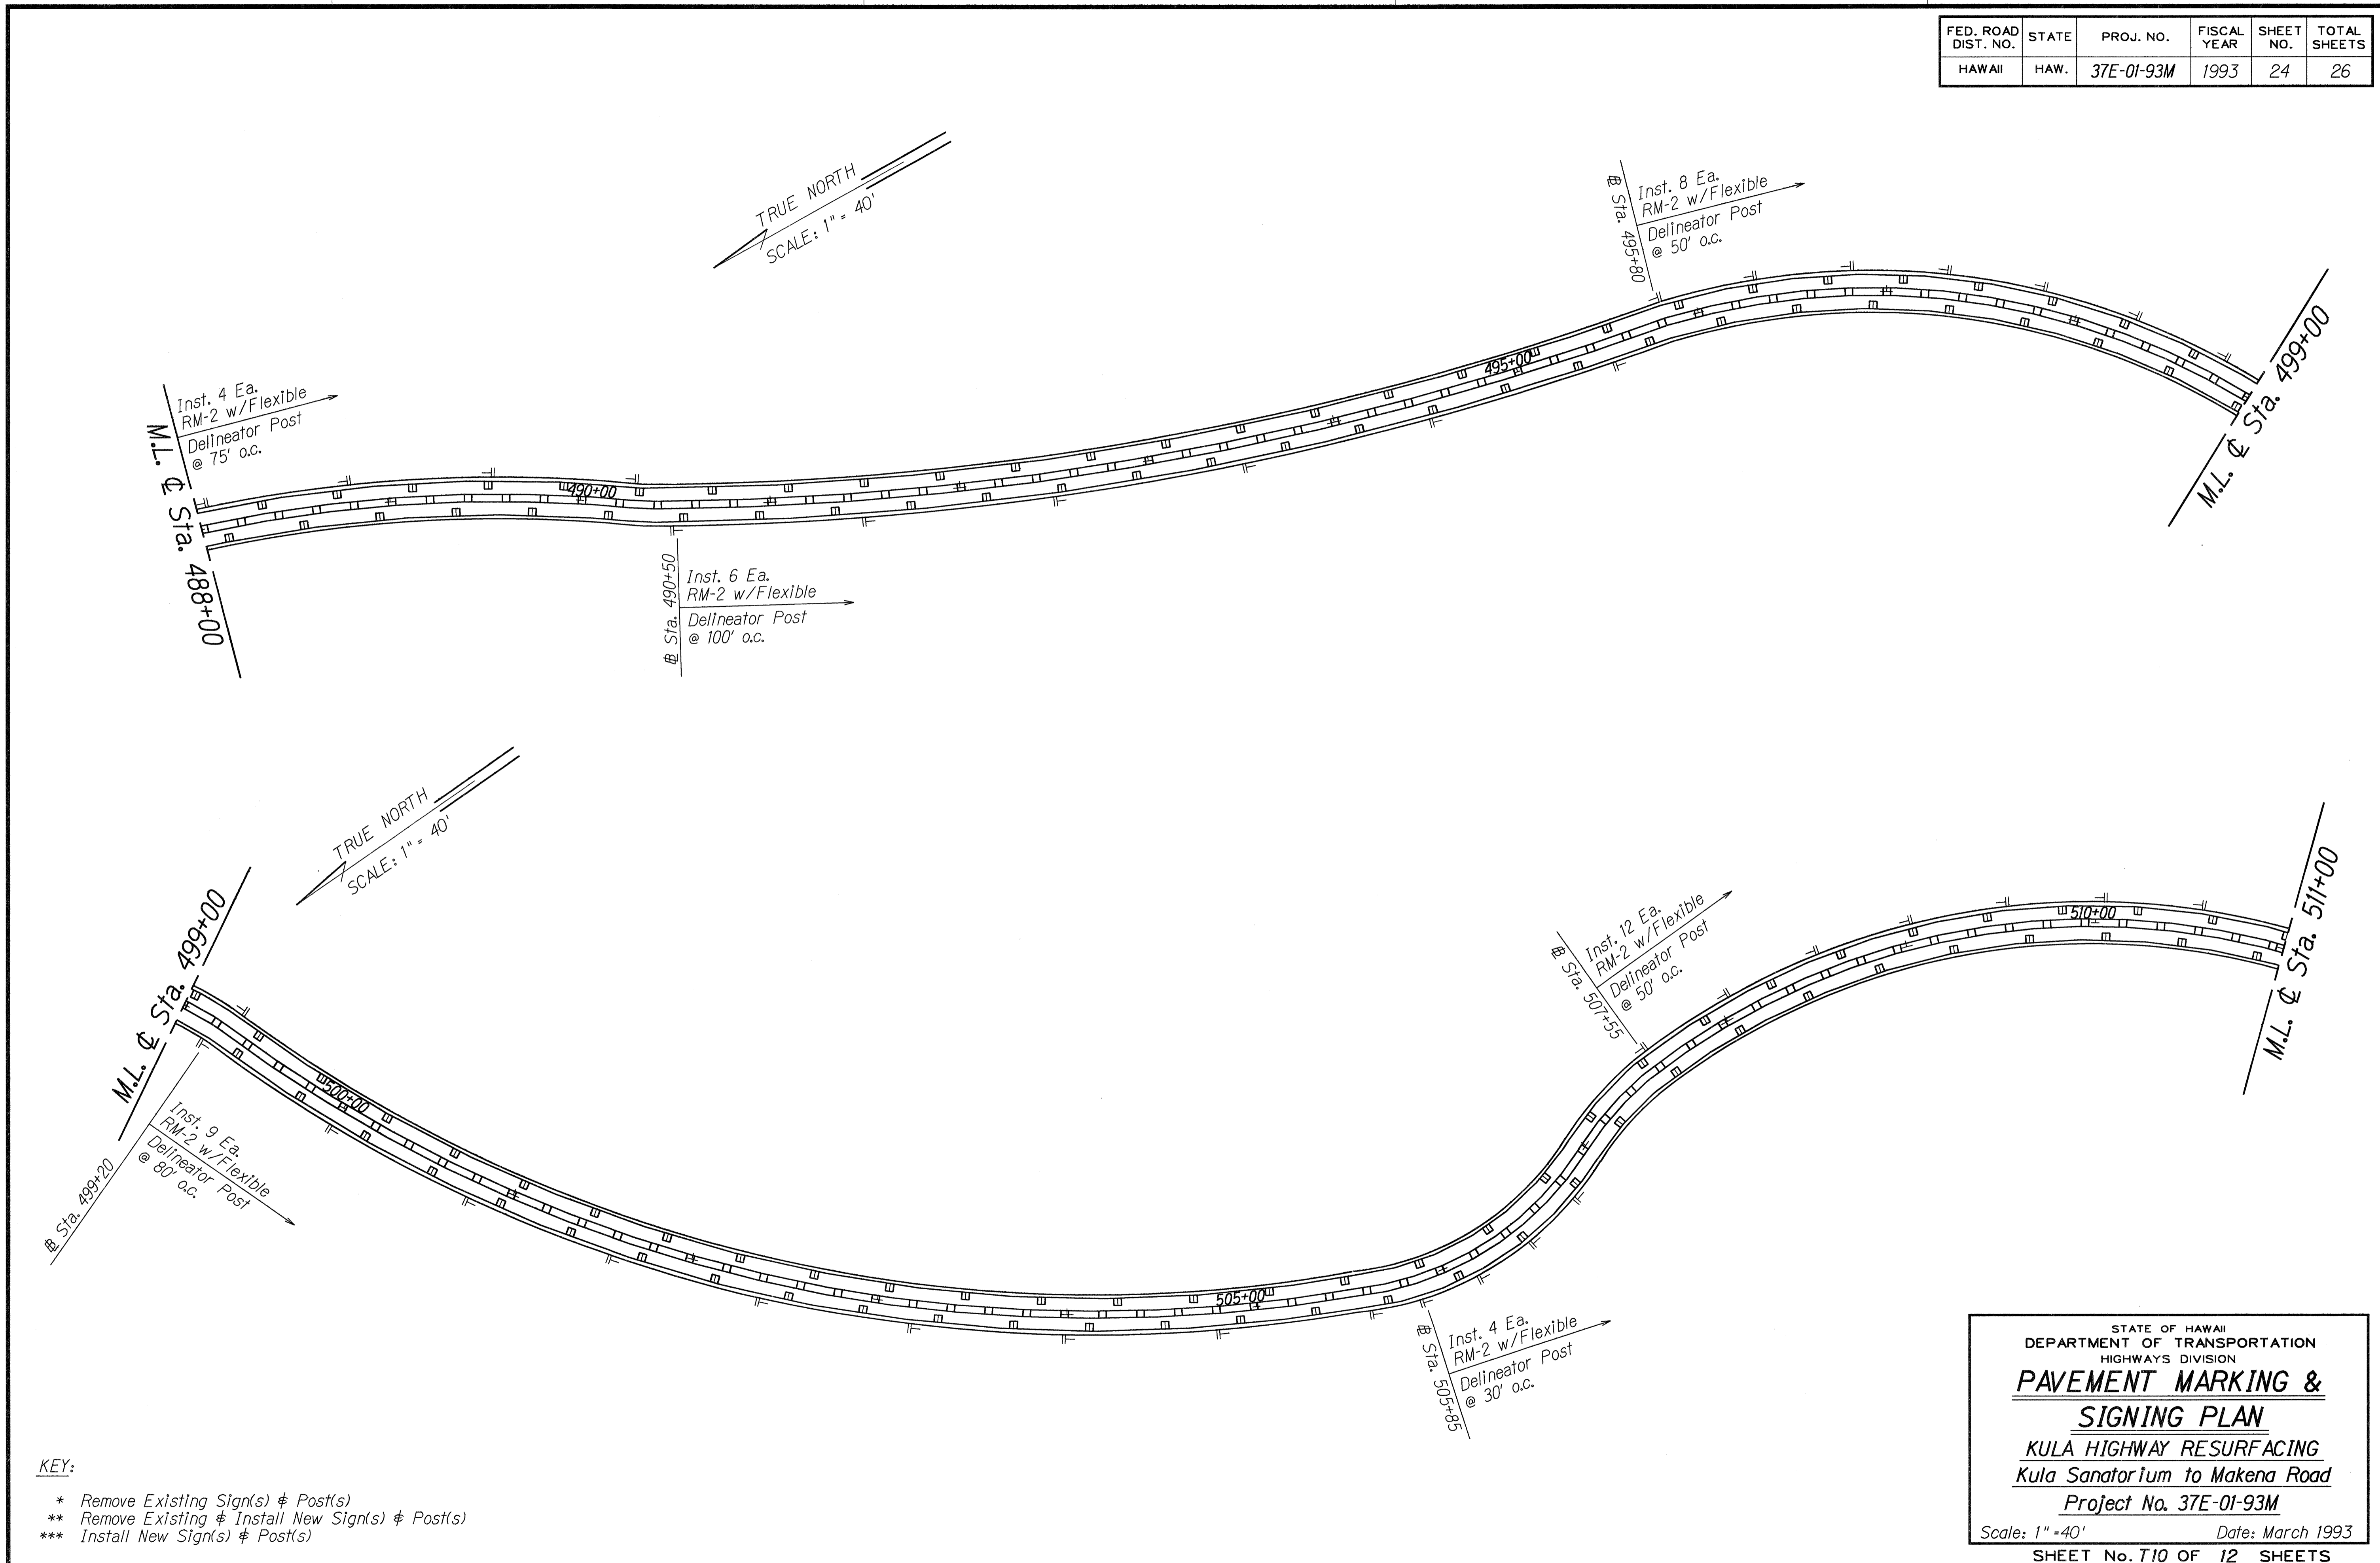 FED. ROAD DIST. NO. STATE PROJ. NO. FISCAL YEAR SHEET NO. TOTAL SHEETS
HAWAII HAW. 37E-01-93M 1993 24 26
TRUE NORTH
SCALE: 1" = 40'
Inst. 4 Ea.
RM-2 w/Flexible
Delineator Post
@ 75' o.c.
M.L. ℄ Sta. 488+00
490+00
℄ Sta. 490+50
Inst. 6 Ea.
RM-2 w/Flexible
Delineator Post
@ 100' o.c.
495+00
℄ Sta. 495+80
Inst. 8 Ea.
RM-2 w/Flexible
Delineator Post
@ 50' o.c.
M.L. ℄ Sta. 499+00
TRUE NORTH
SCALE: 1" = 40'
M.L. ℄ Sta. 499+00
℄ Sta. 499+20
Inst. 9 Ea.
RM-2 w/Flexible
Delineator Post
@ 80' o.c.
500+00
505+00
℄ Sta. 505+85
Inst. 4 Ea.
RM-2 w/Flexible
Delineator Post
@ 30' o.c.
℄ Sta. 507+55
Inst. 12 Ea.
RM-2 w/Flexible
Delineator Post
@ 50' o.c.
510+00
M.L. ℄ Sta. 511+00
KEY:
* Remove Existing Sign(s) & Post(s)
** Remove Existing & Install New Sign(s) & Post(s)
*** Install New Sign(s) & Post(s)
STATE OF HAWAII
DEPARTMENT OF TRANSPORTATION
HIGHWAYS DIVISION
PAVEMENT MARKING &
SIGNING PLAN
KULA HIGHWAY RESURFACING
Kula Sanatorium to Makena Road
Project No. 37E-01-93M
Scale: 1" =40' Date: March 1993
SHEET No. T10 OF 12 SHEETS